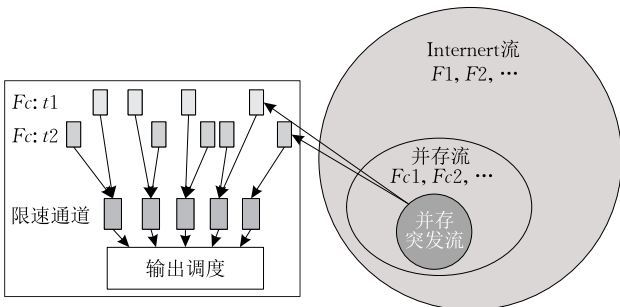 Internert流
F1, F2, …
Fc: t1
Fc: t2
并存流
Fc1, Fc2, …
限速通道
并存
突发流
输出调度